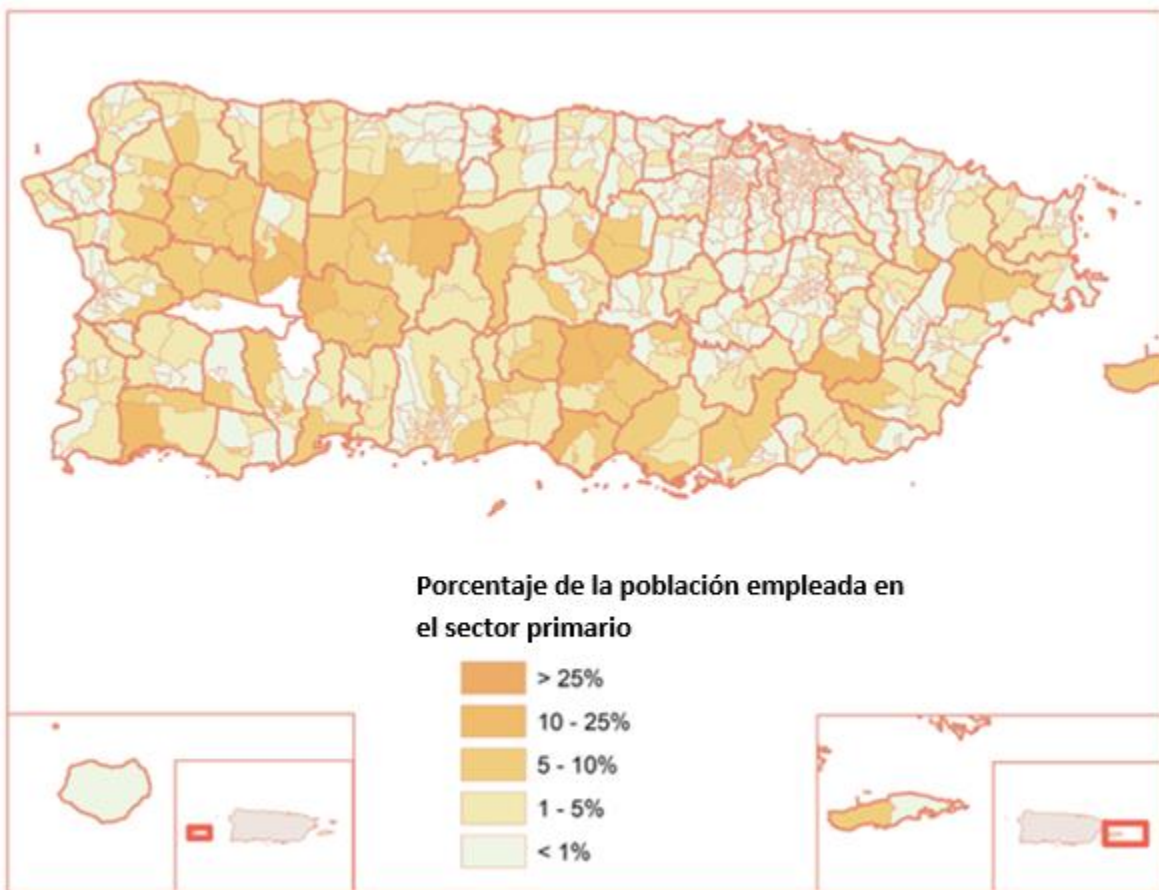 Porcentaje de la población empleada en
el sector primario
> 25%
10 - 25%
5 - 10%
1 - 5%
< 1%